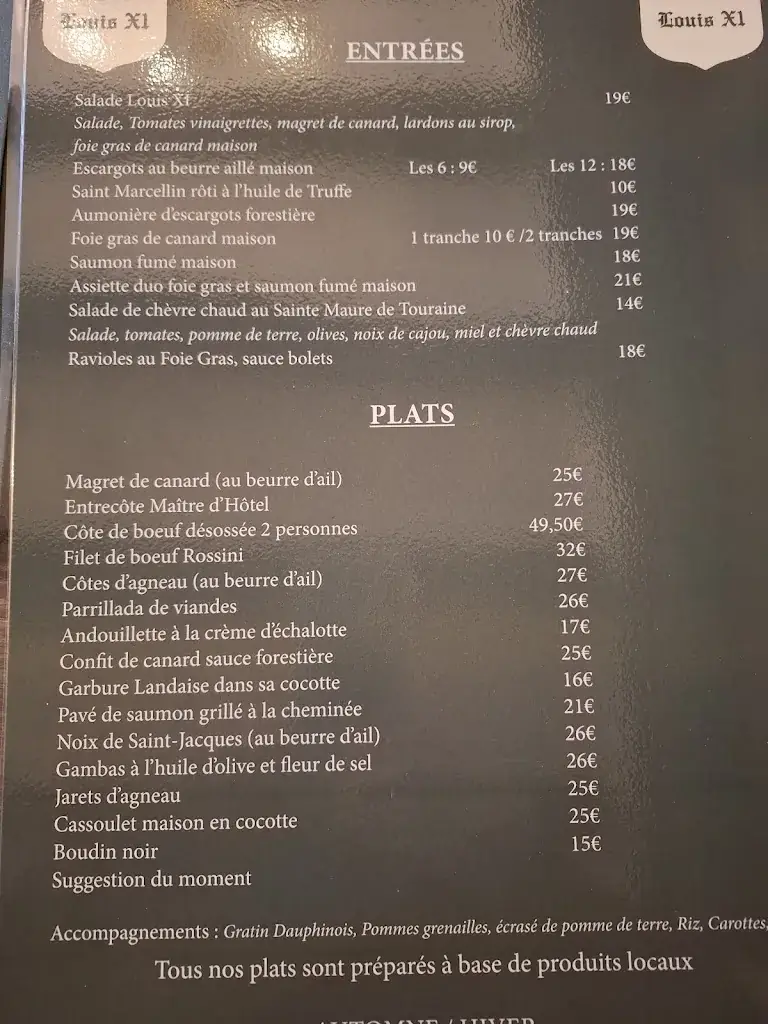 Louis X1
Louis X1
ENTRÉES
Salade Louis X1 19€
Salade, Tomates vinaigrettes, magret de canard, lardons au sirop,
foie gras de canard maison
Escargots au beurre aillé maison Les 6 : 9€ Les 12 : 18€
Saint Marcellin rôti à l'huile de Truffe 10€
Aumonière d'escargots forestière 19€
Foie gras de canard maison 1 tranche 10 € /2 tranches 19€
Saumon fumé maison 18€
Assiette duo foie gras et saumon fumé maison 21€
Salade de chèvre chaud au Sainte Maure de Touraine 14€
Salade, tomates, pomme de terre, olives, noix de cajou, miel et chèvre chaud
Ravioles au Foie Gras, sauce bolets 18€
PLATS
Magret de canard (au beurre d'ail) 25€
Entrecôte Maître d'Hôtel 27€
Côte de boeuf désossée 2 personnes 49,50€
Filet de boeuf Rossini 32€
Côtes d'agneau (au beurre d'ail) 27€
Parrillada de viandes 26€
Andouillette à la crème d'échalotte 17€
Confit de canard sauce forestière 25€
Garbure Landaise dans sa cocotte 16€
Pavé de saumon grillé à la cheminée 21€
Noix de Saint-Jacques (au beurre d'ail) 26€
Gambas à l'huile d'olive et fleur de sel 26€
Jarets d'agneau 25€
Cassoulet maison en cocotte 25€
Boudin noir 15€
Suggestion du moment
Accompagnements : Gratin Dauphinois, Pommes grenailles, écrasé de pomme de terre, Riz, Carottes,
Tous nos plats sont préparés à base de produits locaux
AUTOMNE / HIVER